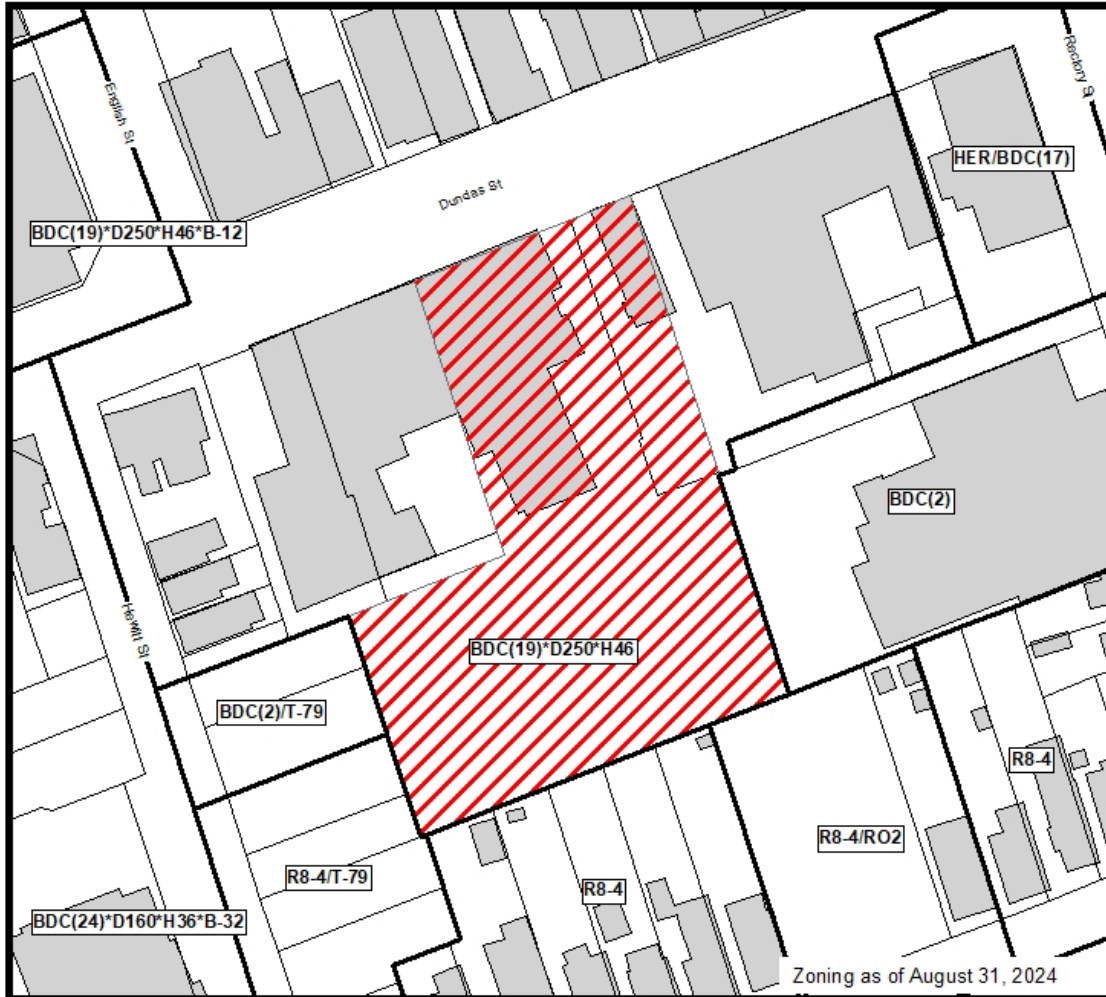 English St
Rectory St
HER/BDC(17)
Dundas St
BDC(19)*D250*H46*B-12
BDC(2)
Hewitt St
BDC(19)*D250*H46
BDC(2)/T-79
R8-4
R8-4/RO2
R8-4/T-79
R8-4
BDC(24)*D160*H36*B-32
Zoning as of August 31, 2024